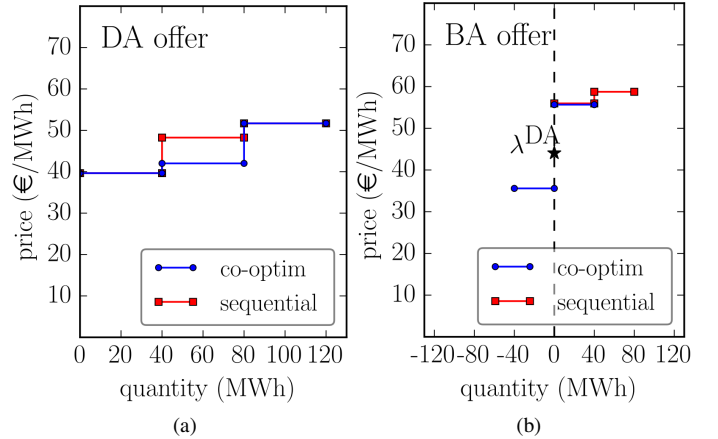 DA offer
price (€/MWh)
70
60
50
40
30
20
10
co-optim
sequential
0 20 40 60 80 100 120
quantity (MWh)
(a)
BA offer
price (€/MWh)
70
60
50
40
30
20
10
λDA
co-optim
sequential
-120 -80 -40 0 40 80 120
quantity (MWh)
(b)